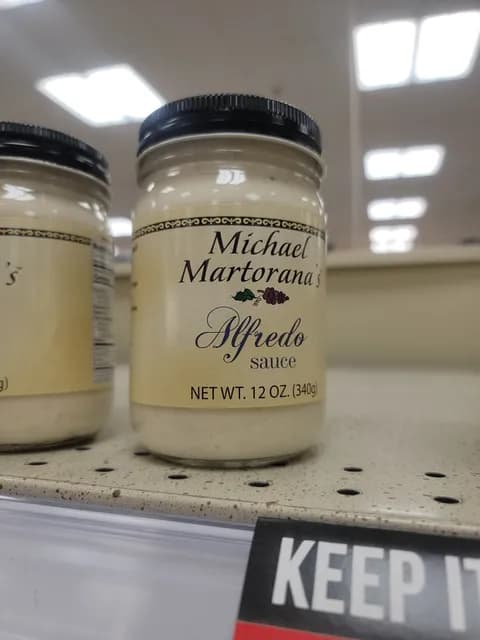 Michael
Martorana's
Alfredo
sauce
NET WT. 12 OZ. (340g)
's
g)
KEEP IT